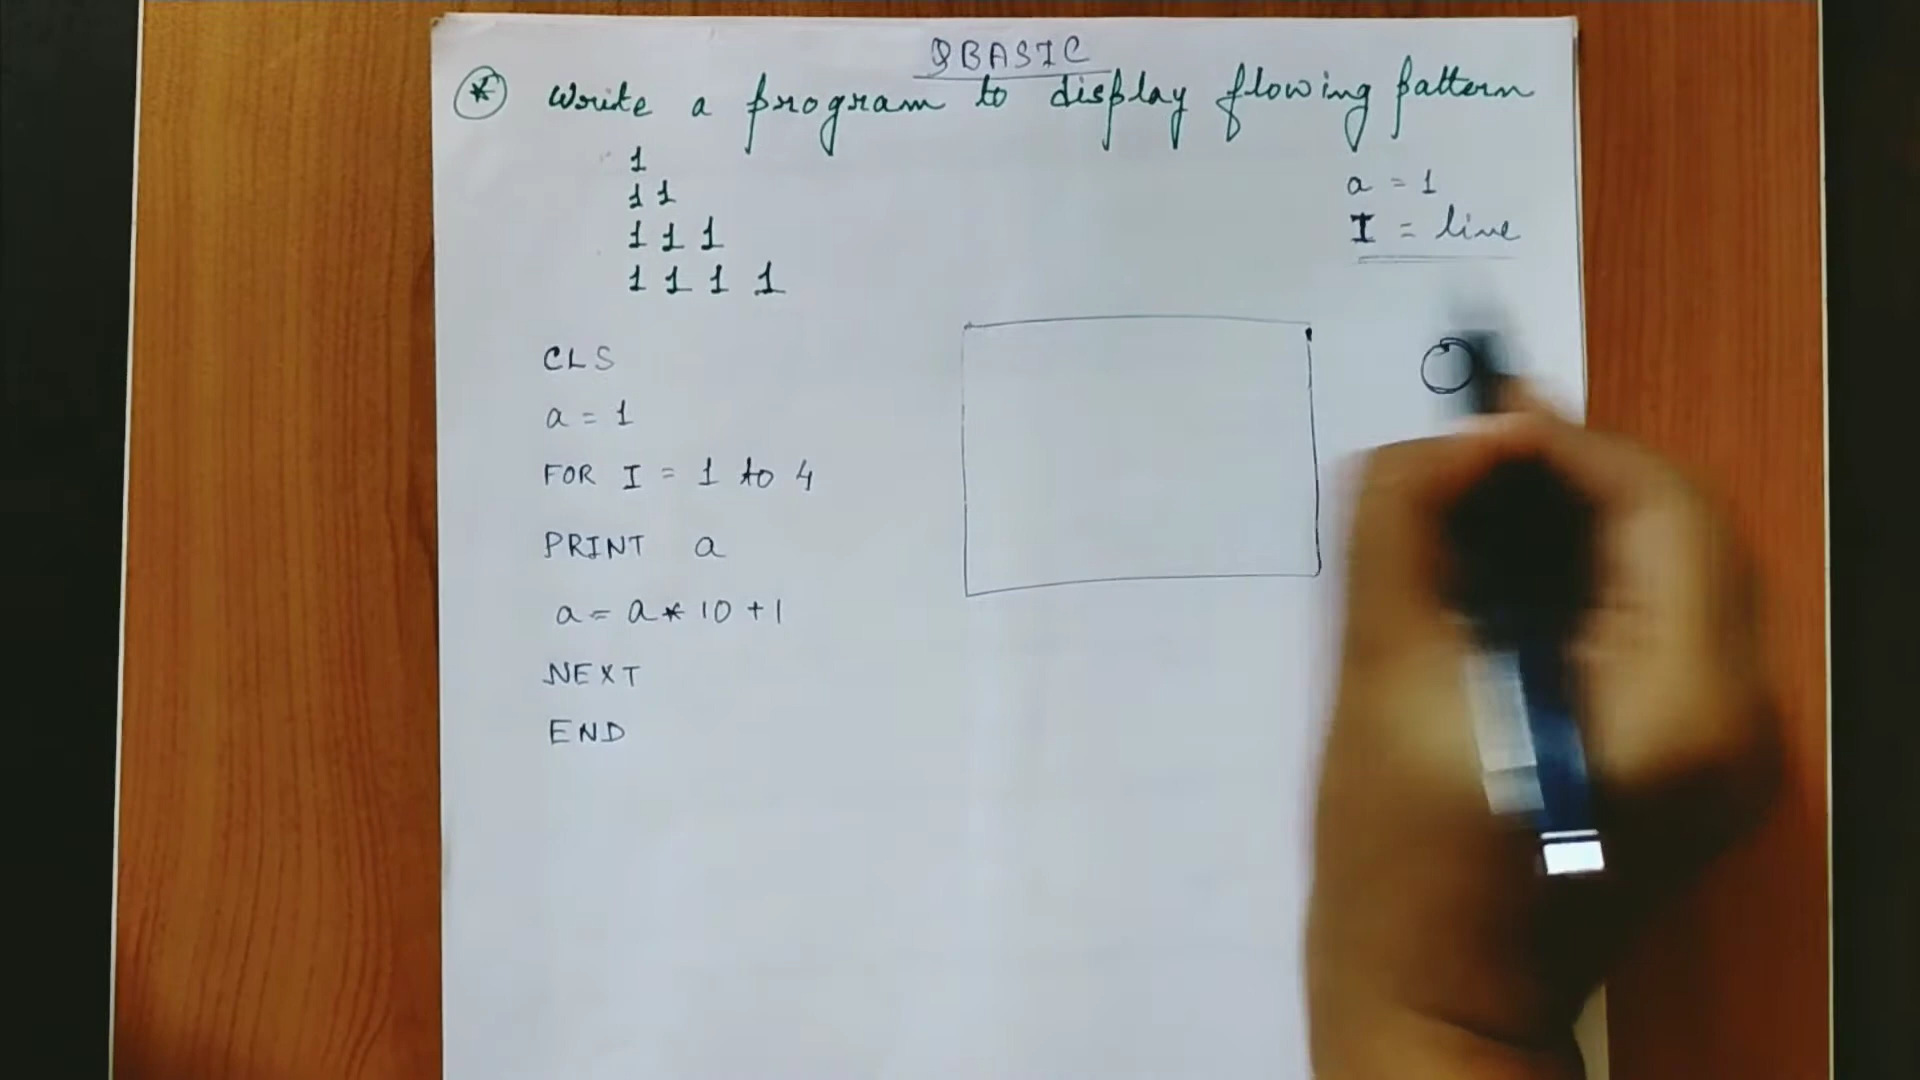 QBASIC
* Write a program to display flowing pattern
1
1 1
1 1 1
1 1 1 1
a = 1
I = line
CLS
a = 1
FOR I = 1 to 4
PRINT a
a = a * 10 + 1
NEXT
END